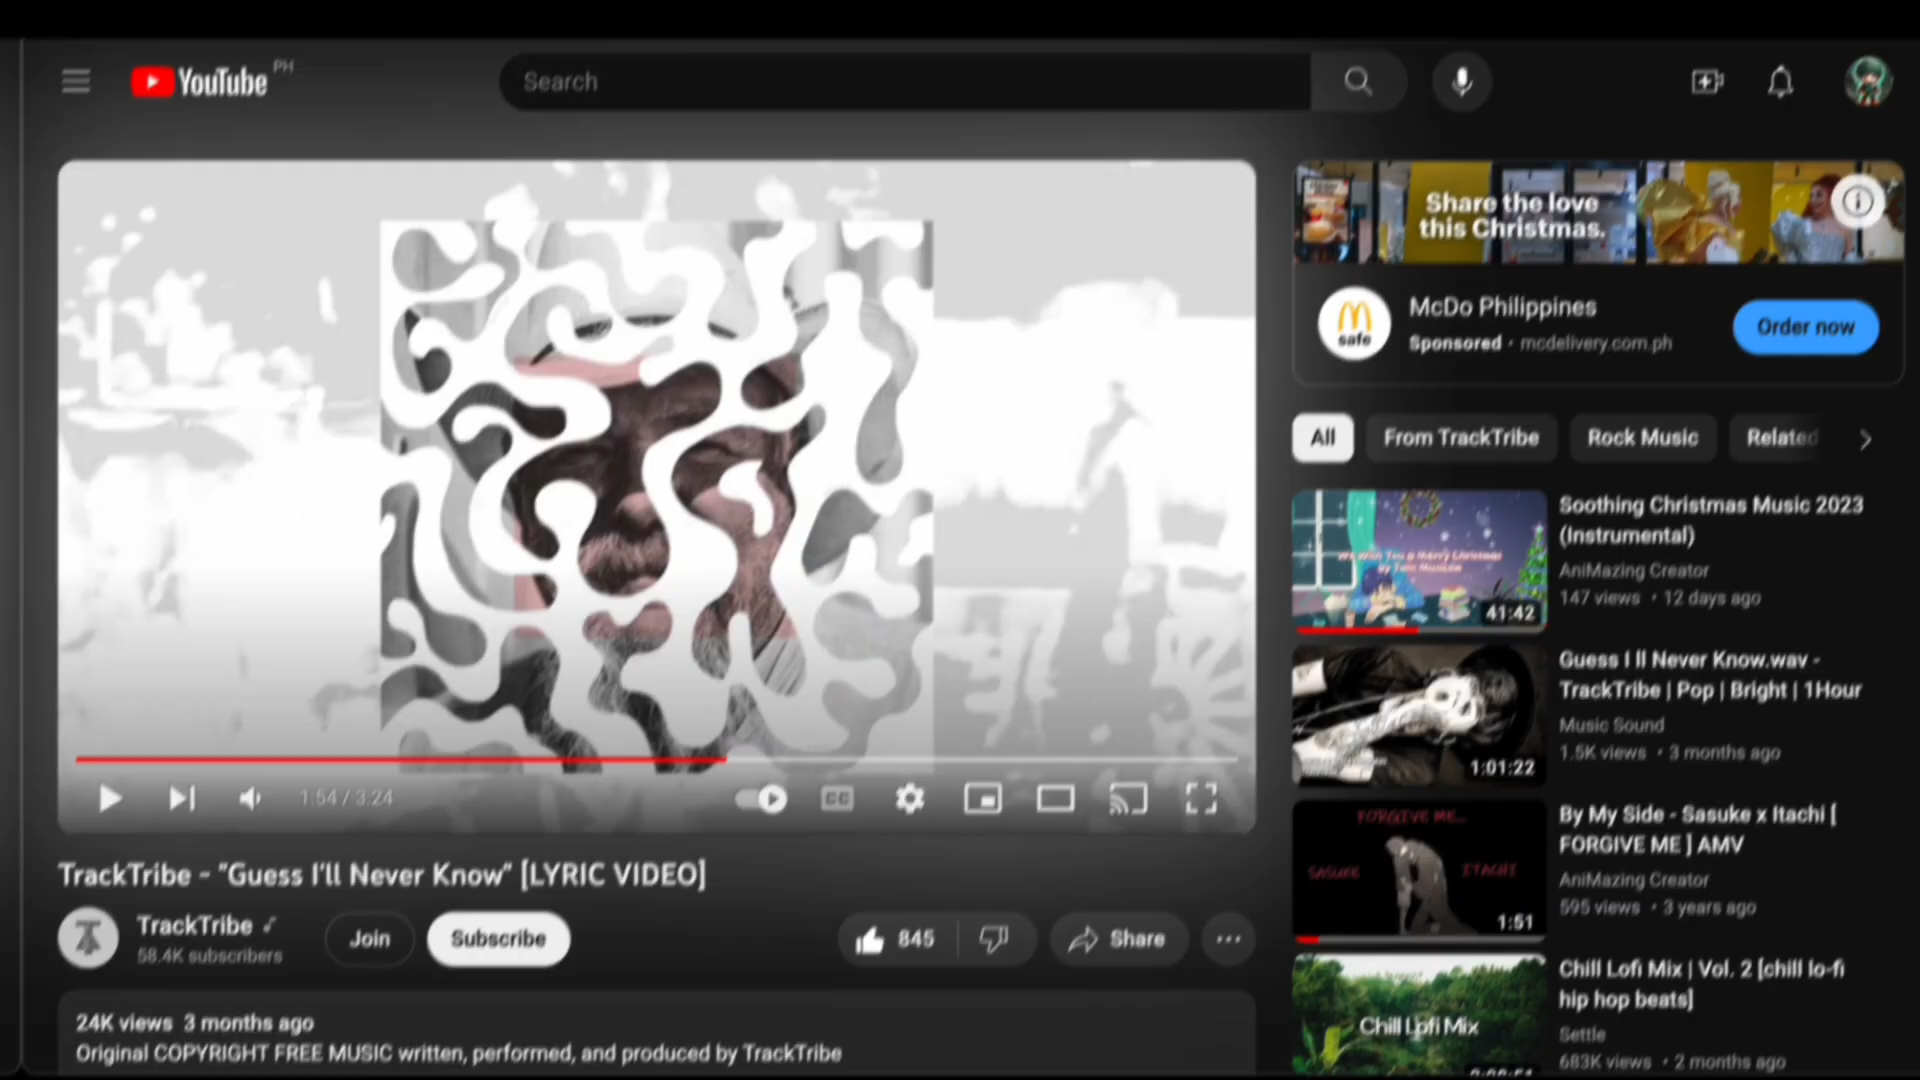 YouTube PH
Search
Share the love
this Christmas.
safe
McDo Philippines
Sponsored · mcdelivery.com.ph
Order now
All
From TrackTribe
Rock Music
Related
41:42
Soothing Christmas Music 2023
(Instrumental)
AniMazing Creator
147 views · 12 days ago
1:01:22
Guess I ll Never Know.wav -
TrackTribe | Pop | Bright | 1Hour
Music Sound
1.5K views · 3 months ago
FORGIVE ME...
SASUKE
ITACHI
1:51
By My Side - Sasuke x Itachi [
FORGIVE ME ] AMV
AniMazing Creator
595 views · 3 years ago
Chill Lofi Mix
Chill Lofi Mix | Vol. 2 [chill lo-fi
hip hop beats]
Settle
683K views · 2 months ago
1:54 / 3:24
CC
TrackTribe - "Guess I'll Never Know" [LYRIC VIDEO]
TrackTribe
58.4K subscribers
Join
Subscribe
845
Share
24K views 3 months ago
Original COPYRIGHT FREE MUSIC written, performed, and produced by TrackTribe